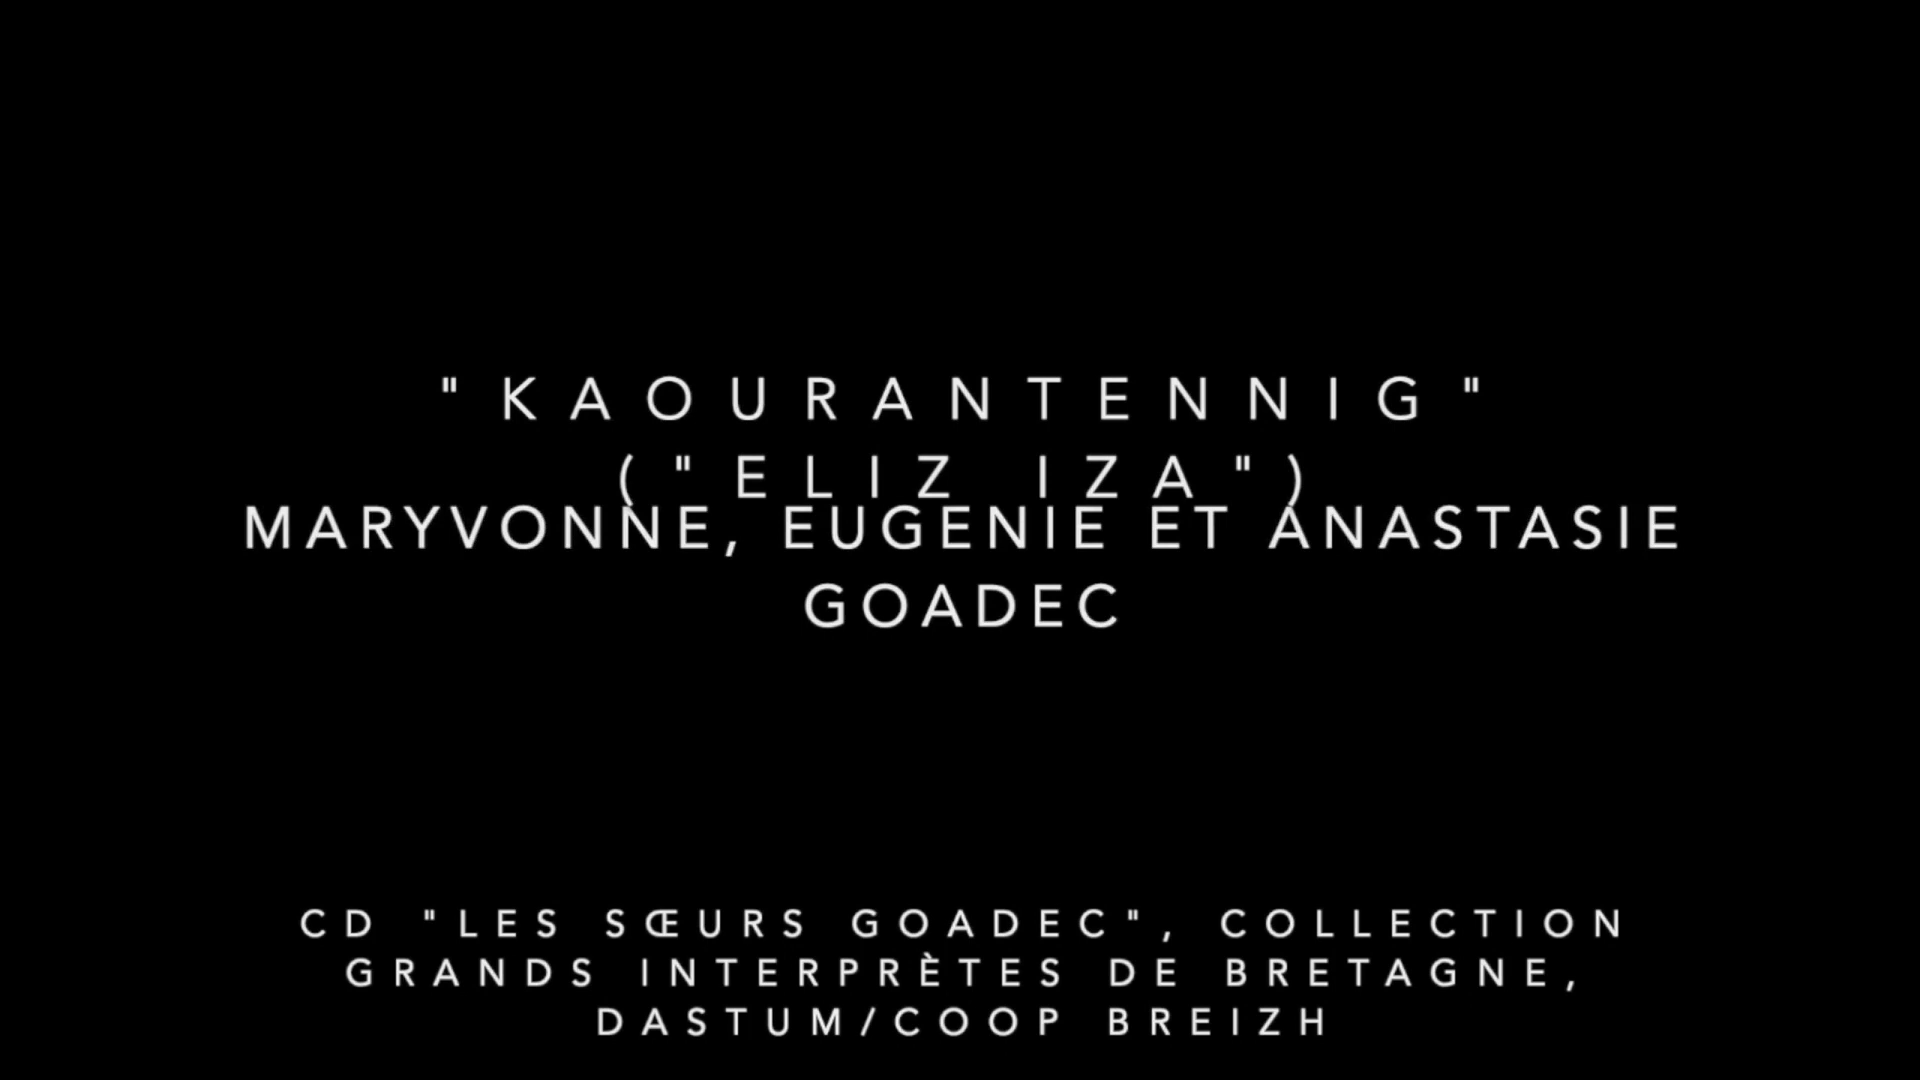 "KAOURANTENNIG"
("ELIZ IZA")
MARYVONNE, EUGENIE ET ANASTASIE
GOADEC
CD "LES SŒURS GOADEC", COLLECTION
GRANDS INTERPRÈTES DE BRETAGNE,
DASTUM/COOP BREIZH